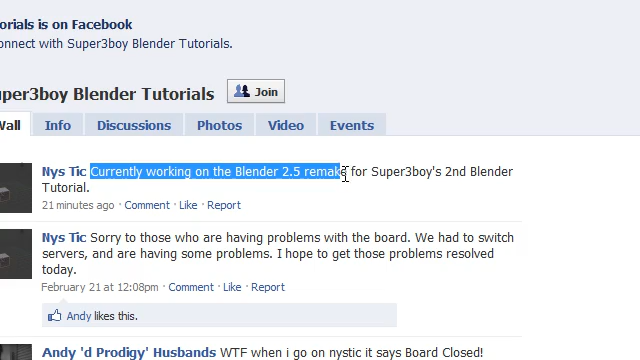 orials is on Facebook
onnect with Super3boy Blender Tutorials.
per3boy Blender Tutorials
Join
Wall Info Discussions Photos Video Events
Nys Tic Currently working on the Blender 2.5 remake for Super3boy's 2nd Blender
Tutorial.
21 minutes ago · Comment · Like · Report
Nys Tic Sorry to those who are having problems with the board. We had to switch
servers, and are having some problems. I hope to get those problems resolved
today.
February 21 at 12:08pm · Comment · Like · Report
Andy likes this.
Andy 'd Prodigy' Husbands WTF when i go on nystic it says Board Closed!